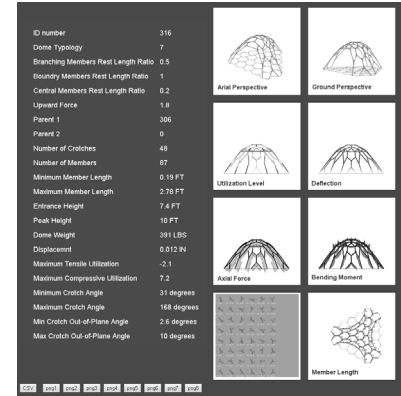 ID number 316
Dome Typology 7
Branching Members Rest Length Ratio 0.5
Boundry Members Rest Length Ratio 1
Central Members Rest Length Ratio 0.2
Upward Force 1.8
Parent 1 306
Parent 2 0
Number of Crotches 48
Number of Members 87
Minimum Member Length 0.19 FT
Maximum Member Length 2.78 FT
Entrance Height 7.4 FT
Peak Height 10 FT
Dome Weight 391 LBS
Displacemnt 0.012 IN
Maximum Tensile Utilization -2.1
Maximum Compressive Utilization 7.2
Minimum Crotch Angle 31 degrees
Maximum Crotch Angle 168 degrees
Min Crotch Out-of-Plane Angle 2.6 degrees
Max Crotch Out-of-Plane Angle 10 degrees
Arial Perspective
Ground Perspective
Utilization Level
Deflection
Axial Force
Bending Moment
Member Length
CSV png1 png2 png3 png4 png5 png6 png7 png8